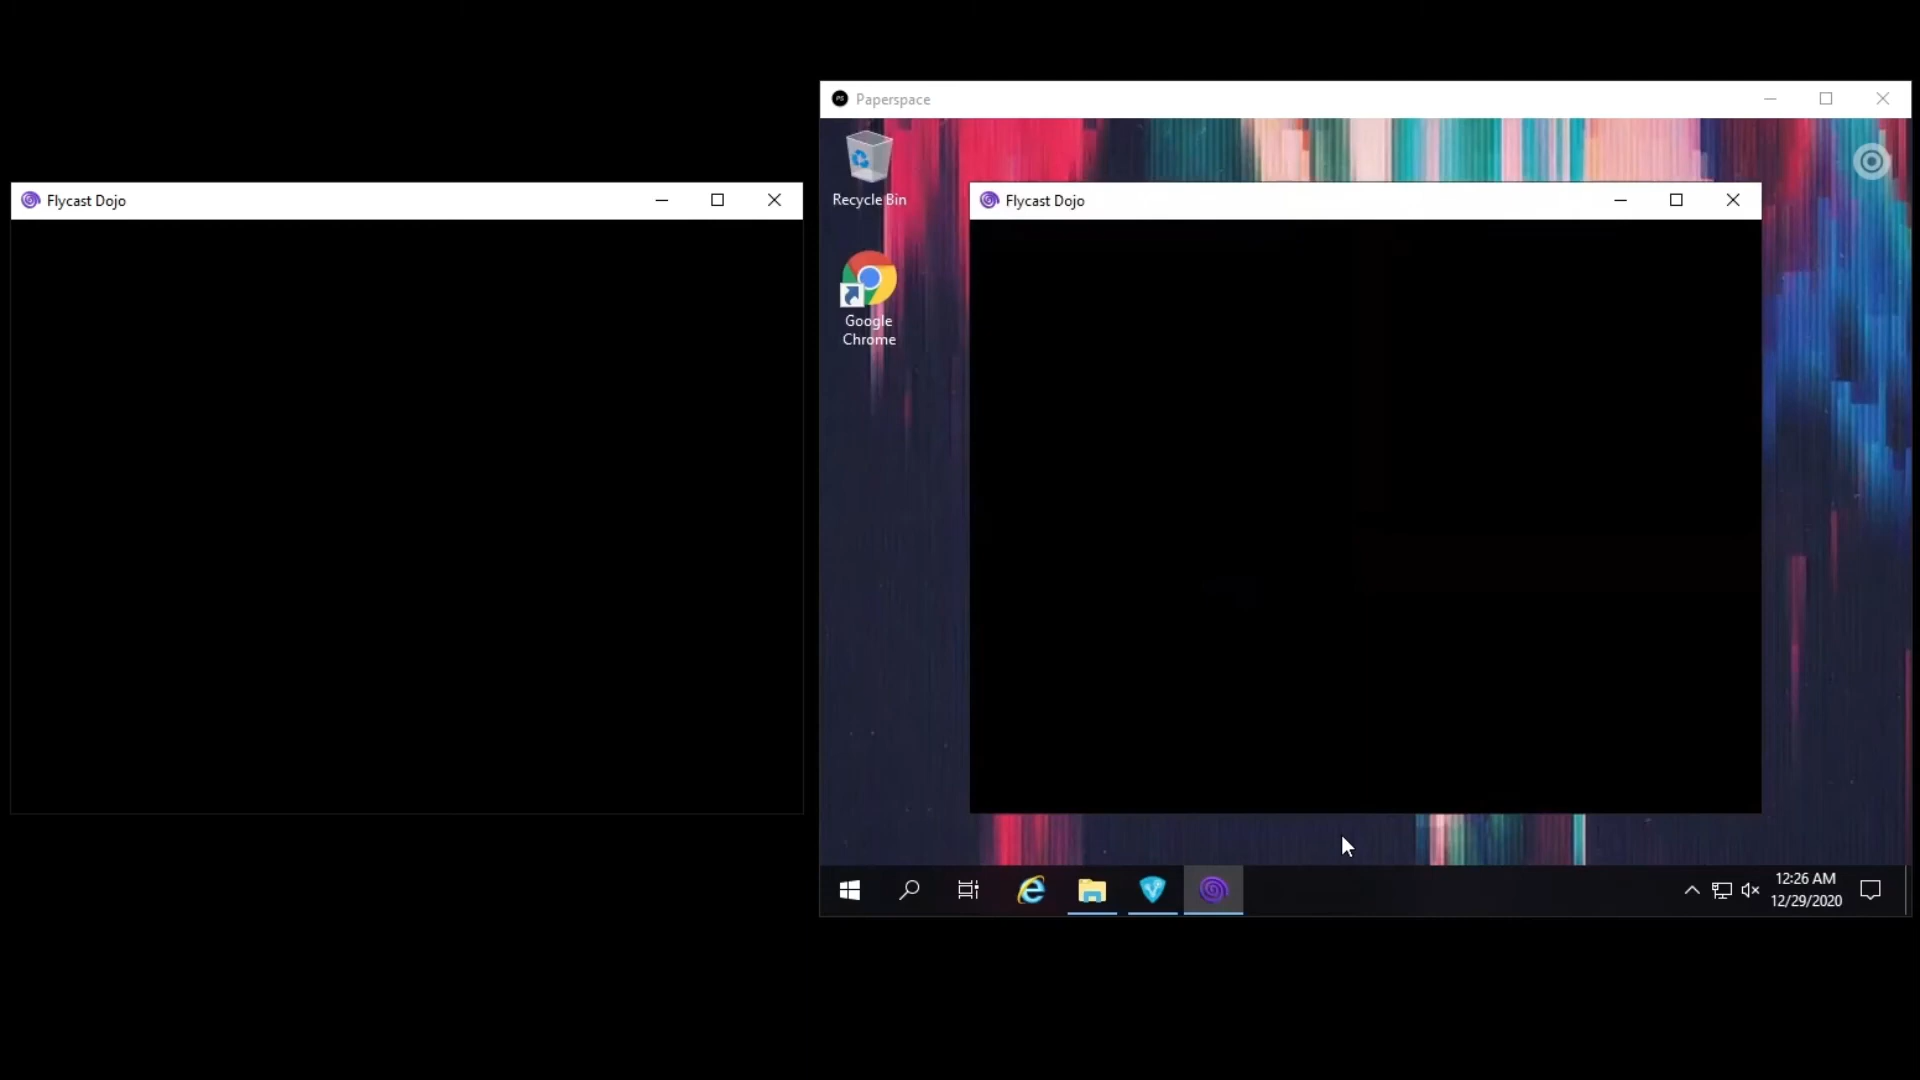 Paperspace
Recycle Bin
Flycast Dojo
Flycast Dojo
Google
Chrome
12:26 AM
12/29/2020